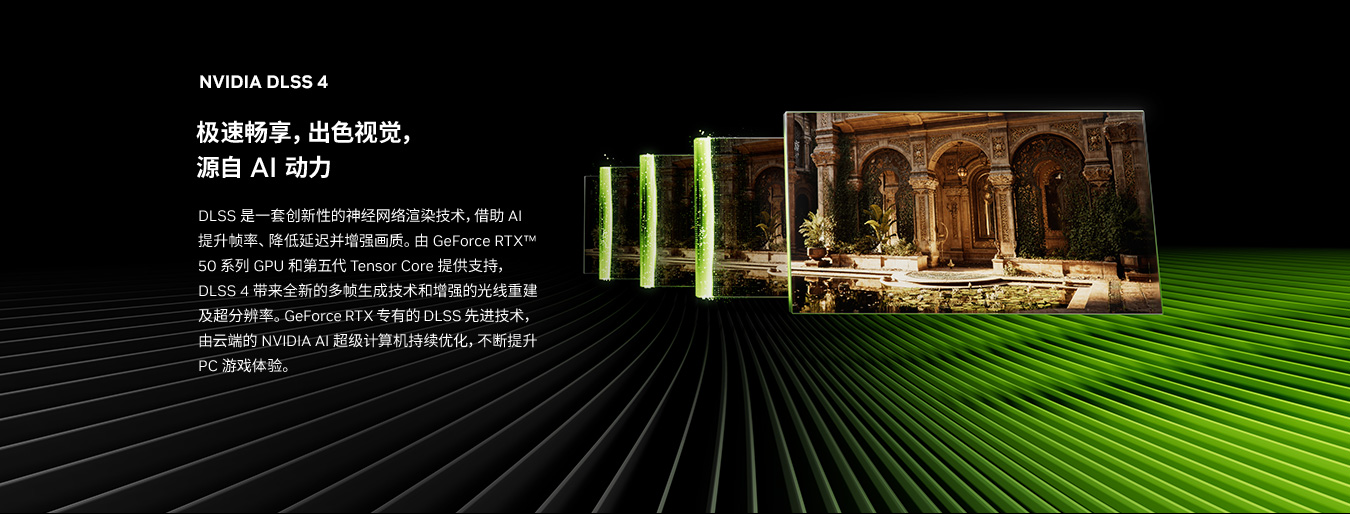 NVIDIA DLSS 4
极速畅享，出色视觉，
源自 AI 动力
DLSS 是一套创新性的神经网络渲染技术，借助 AI
提升帧率、降低延迟并增强画质。由 GeForce RTX™
50 系列 GPU 和第五代 Tensor Core 提供支持，
DLSS 4 带来全新的多帧生成技术和增强的光线重建
及超分辨率。GeForce RTX 专有的 DLSS 先进技术，
由云端的 NVIDIA AI 超级计算机持续优化，不断提升
PC 游戏体验。